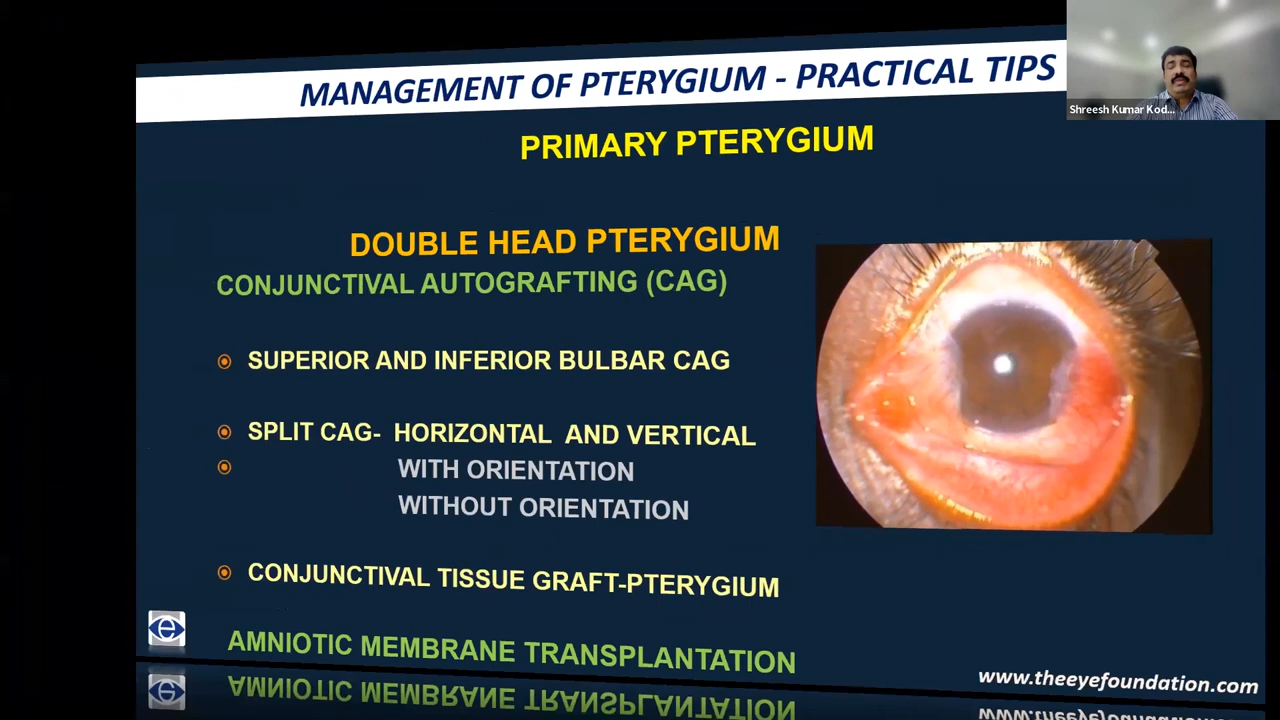 MANAGEMENT OF PTERYGIUM - PRACTICAL TIPS
Shreesh Kumar Kod...
PRIMARY PTERYGIUM
DOUBLE HEAD PTERYGIUM
CONJUNCTIVAL AUTOGRAFTING (CAG)
SUPERIOR AND INFERIOR BULBAR CAG
SPLIT CAG- HORIZONTAL AND VERTICAL
WITH ORIENTATION
WITHOUT ORIENTATION
CONJUNCTIVAL TISSUE GRAFT-PTERYGIUM
AMNIOTIC MEMBRANE TRANSPLANTATION
www.theeyefoundation.com